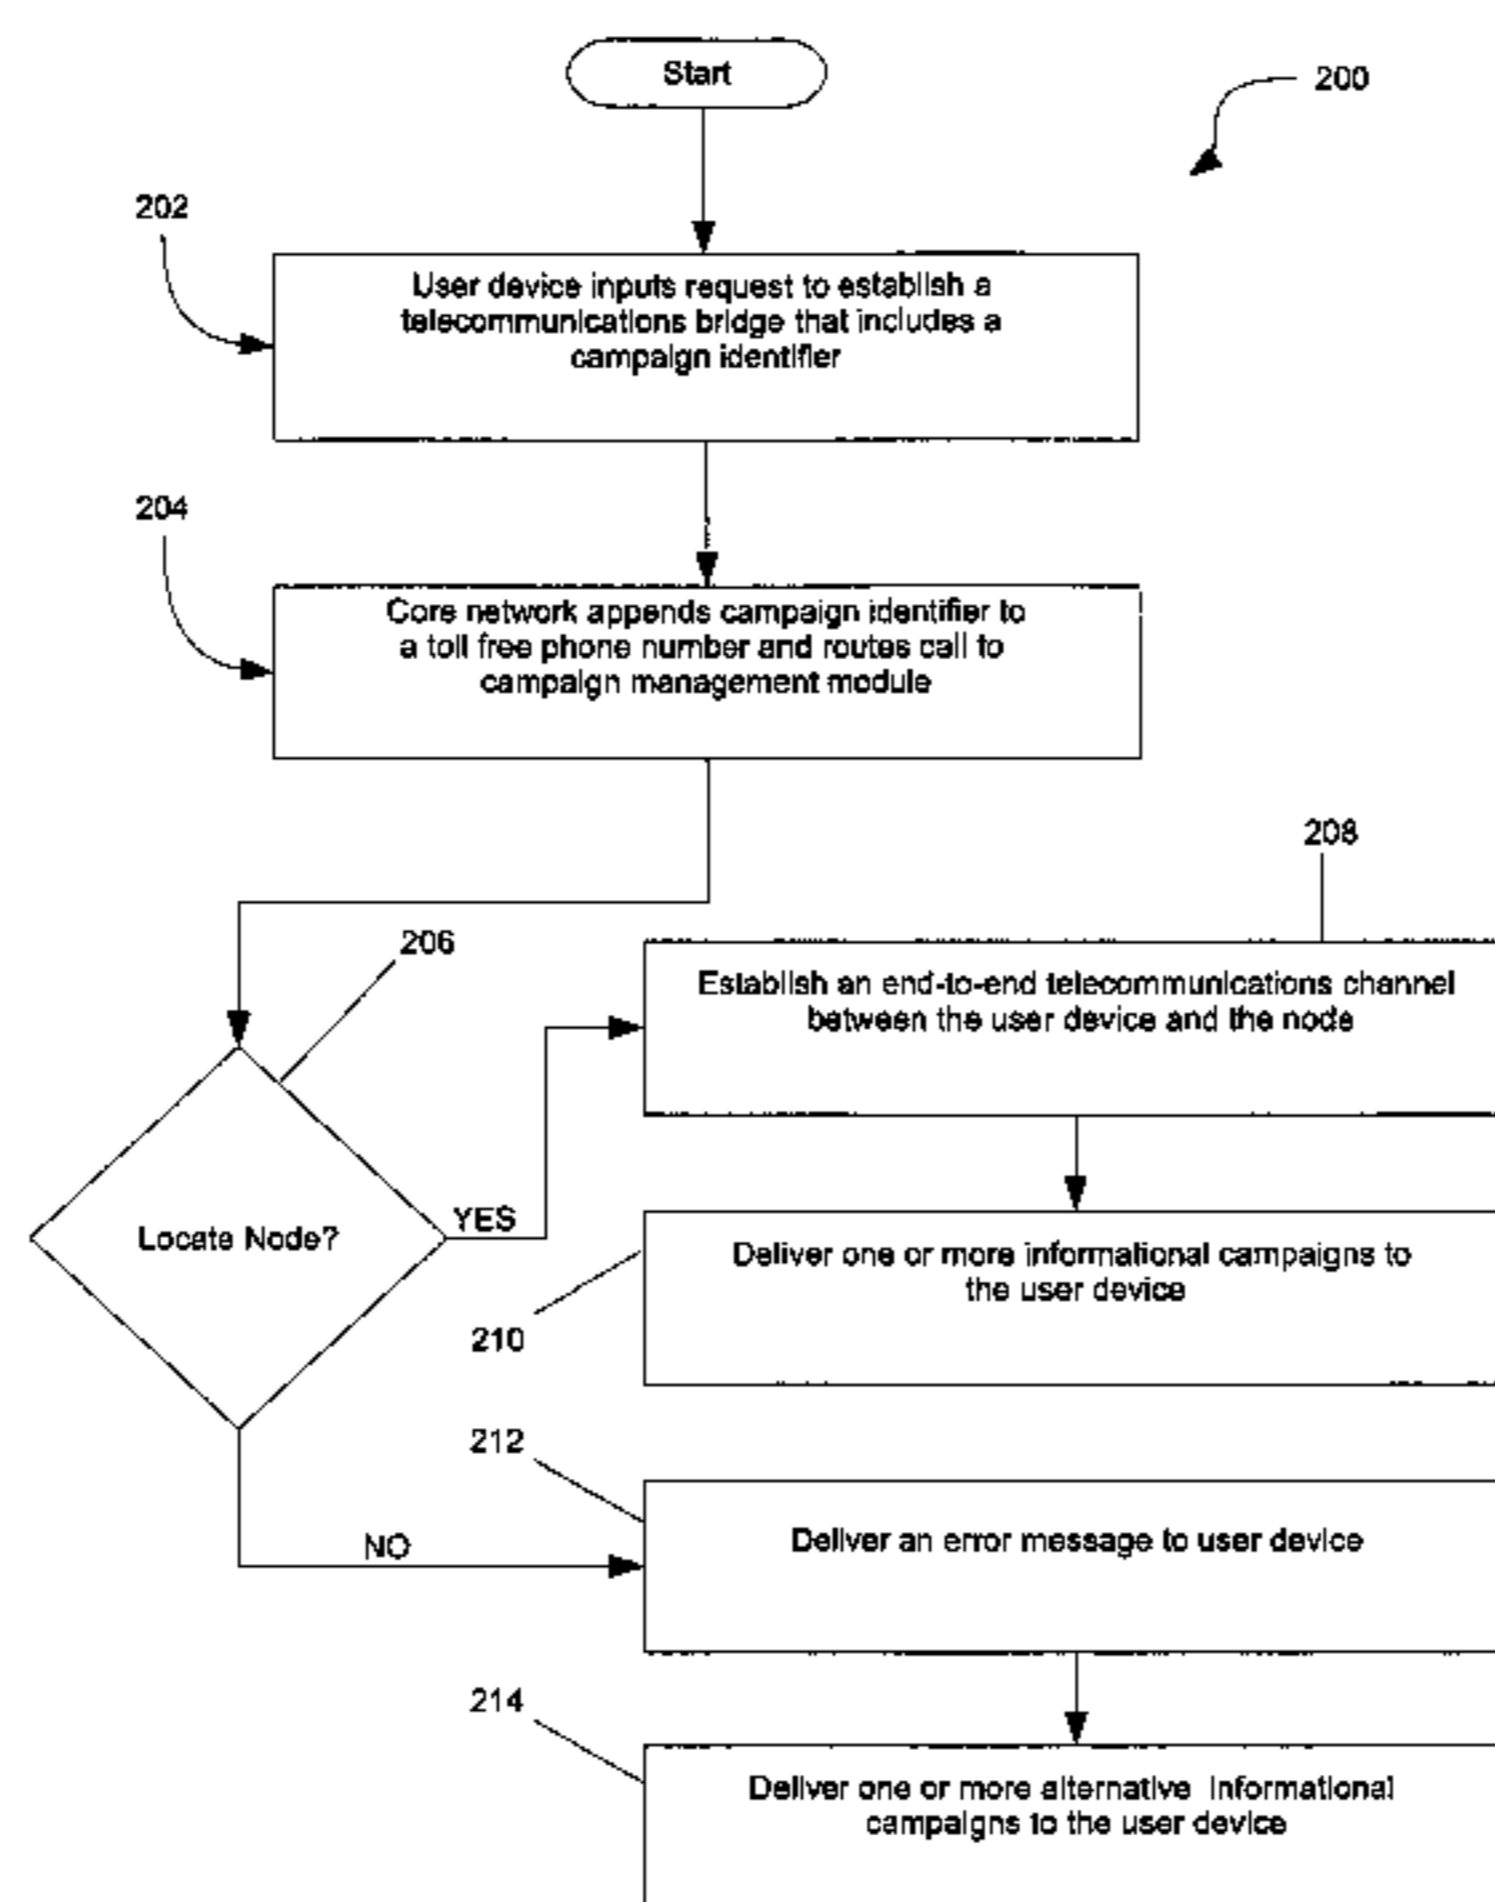 Start
200
202
User device inputs request to establish a
telecommunications bridge that includes a
campaign identifier
204
Core network appends campaign identifier to
a toll free phone number and routes call to
campaign management module
208
206
Establish an end-to-end telecommunications channel
between the user device and the node
Locate Node?
YES
Deliver one or more informational campaigns to
the user device
210
212
Deliver an error message to user device
NO
214
Deliver one or more alternative informational
campaigns to the user device